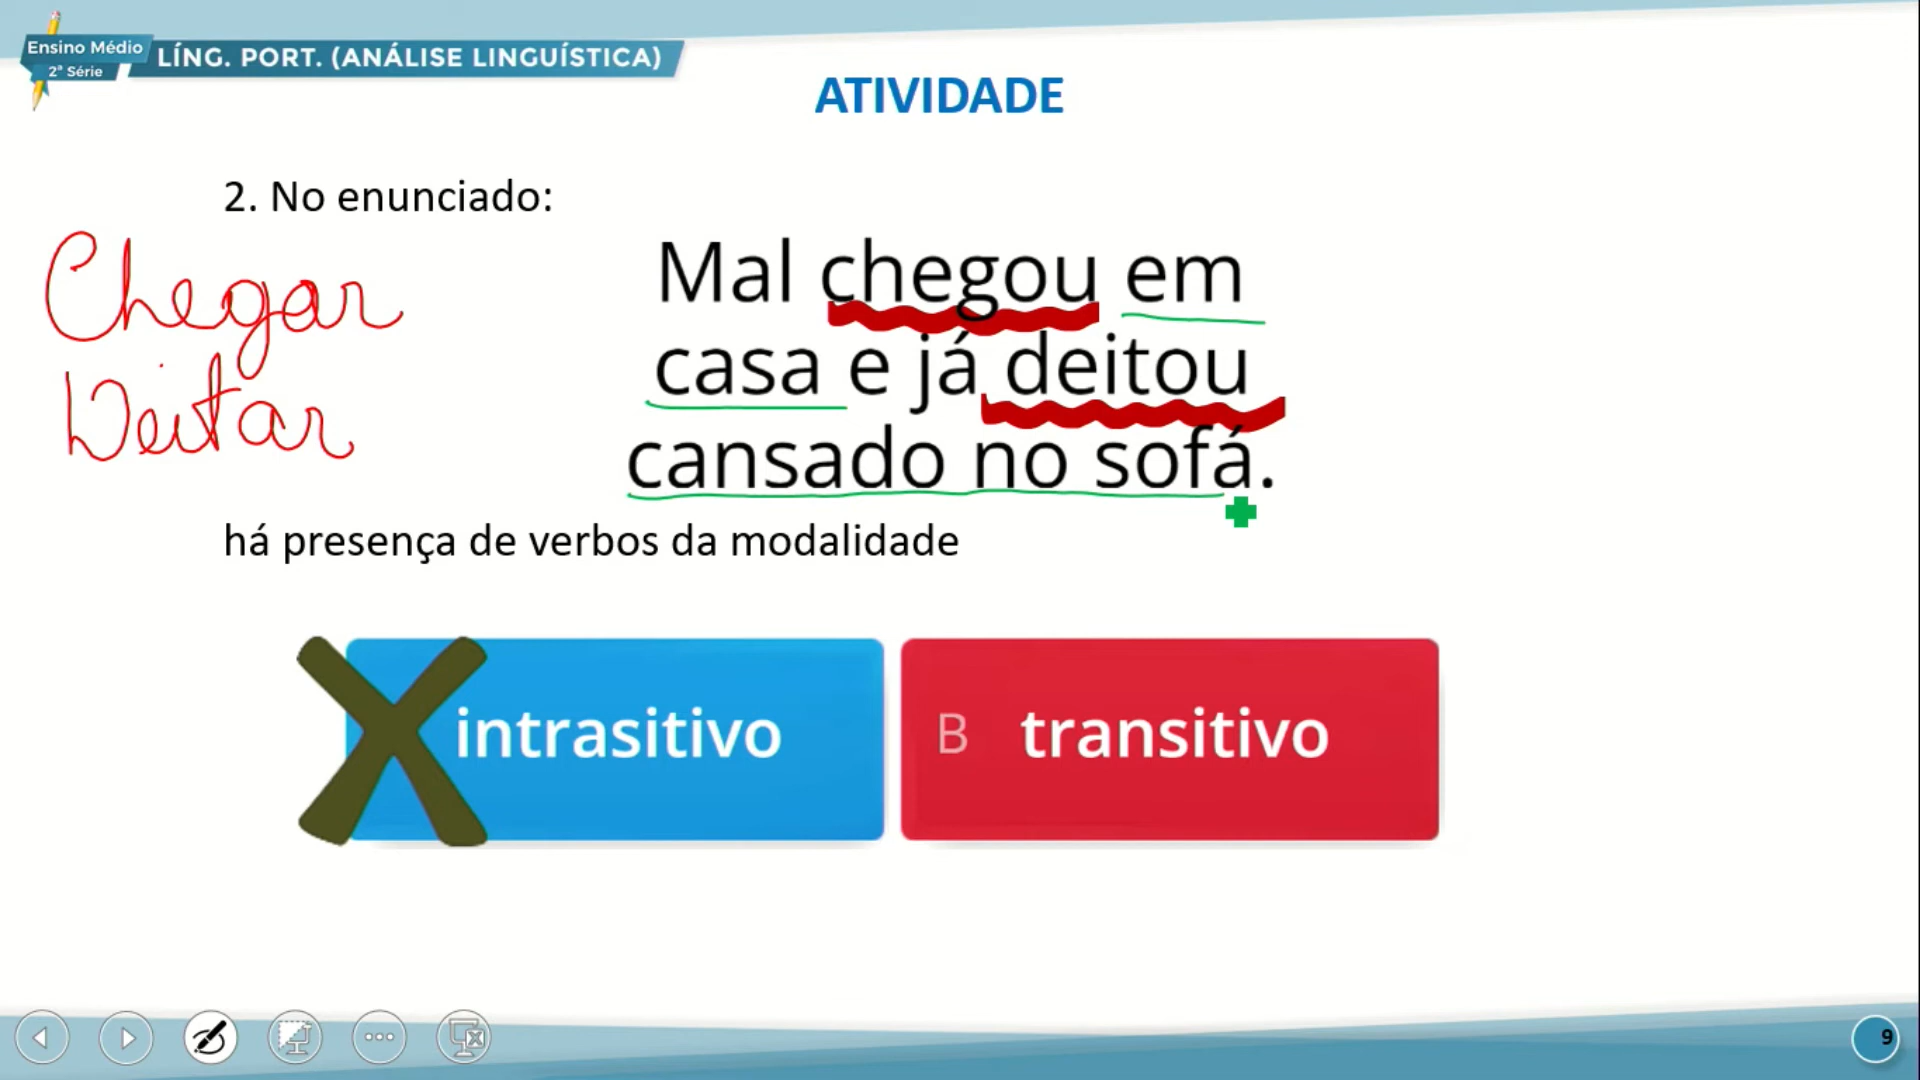 Ensino Médio
2ª Série
LÍNG. PORT. (ANÁLISE LINGUÍSTICA)
ATIVIDADE
2. No enunciado:
Chegar
Deitar
Mal chegou em
casa e já deitou
cansado no sofá.
há presença de verbos da modalidade
intrasitivo
B transitivo
9